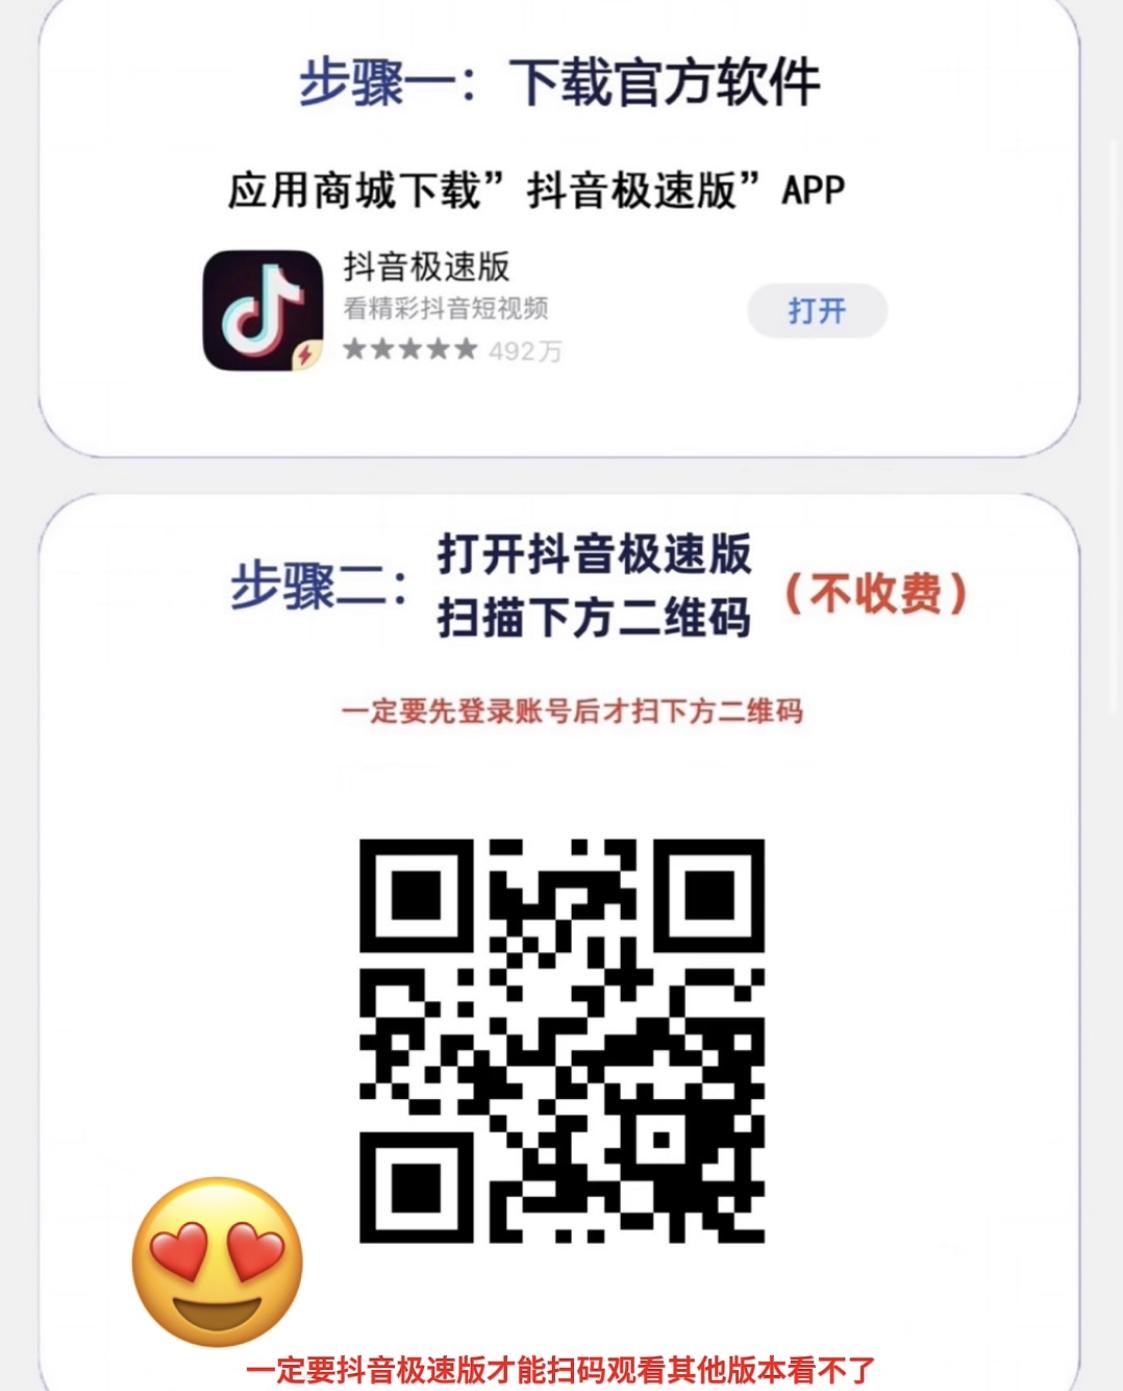 步骤一：下载官方软件
应用商城下载”抖音极速版”APP
抖音极速版
看精彩抖音短视频
★★★★★ 492万
打开
步骤二：
打开抖音极速版
扫描下方二维码
（不收费）
一定要先登录账号后才扫下方二维码
一定要抖音极速版才能扫码观看其他版本看不了